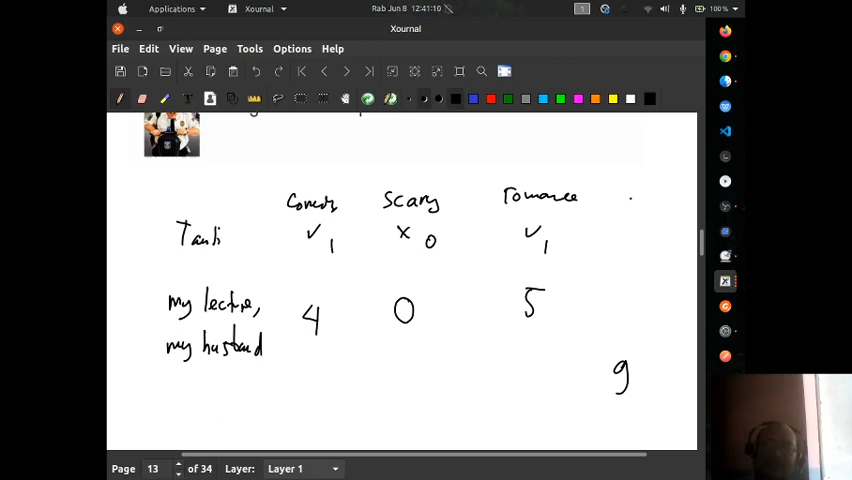 Applications
Xournal
Rab Jun 8 12:41:10
1
100%
Xournal
File Edit View Page Tools Options Help
Comedy Scary romance
Tanti ✓ 1 x 0 ✓ 1
my lecture, 4 0 5
my husband
9
Page 13 of 34 Layer: Layer 1